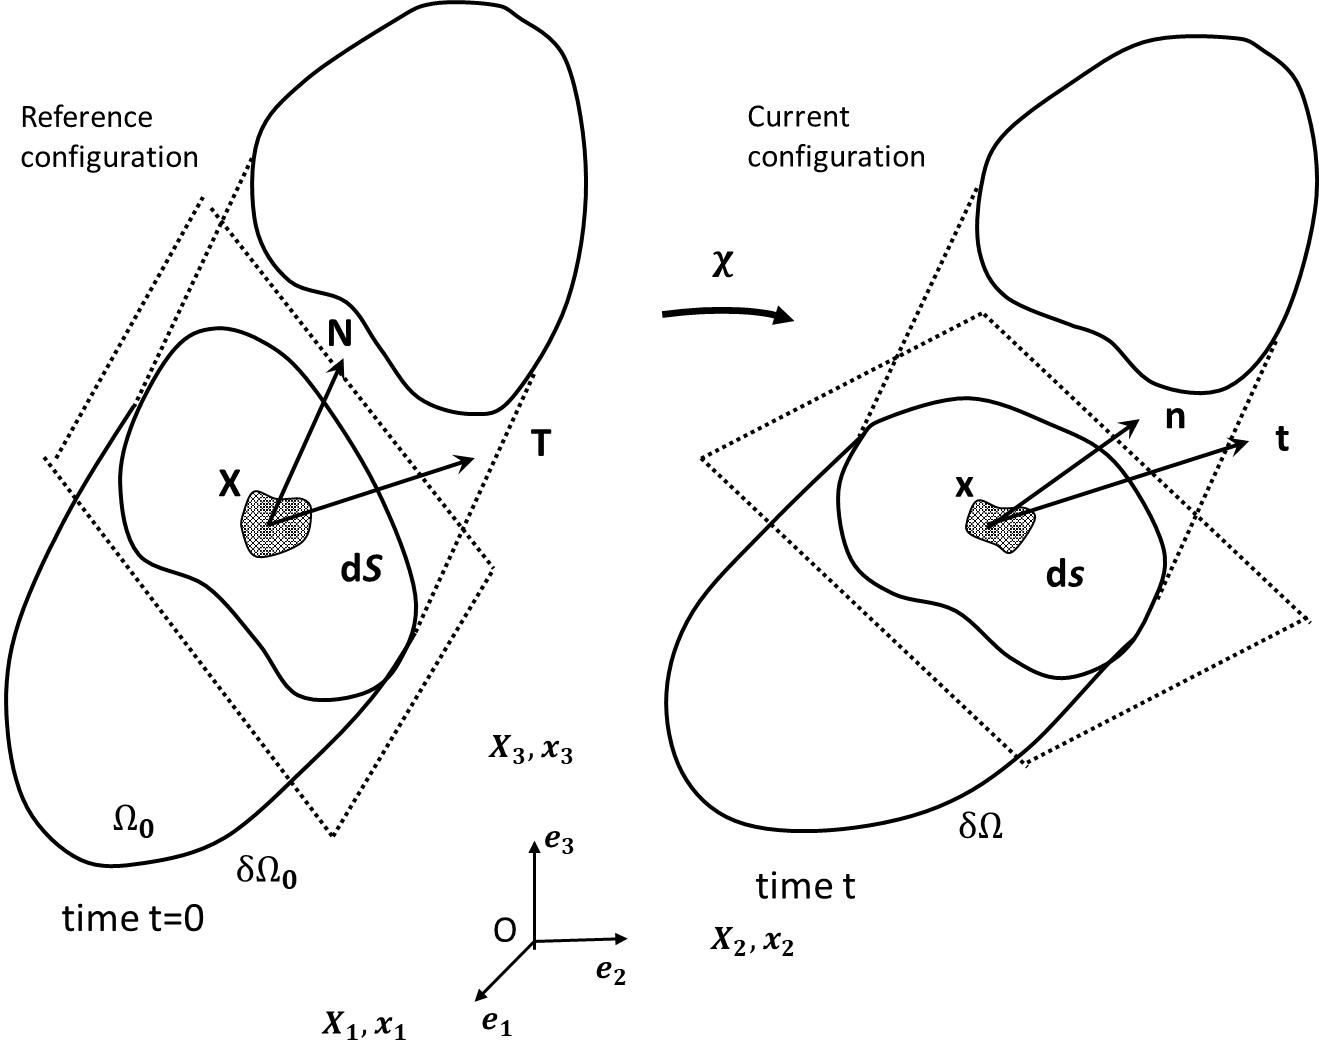 Reference
configuration
Current
configuration
χ
N
T
X
dS
n
t
x
ds
X₃, x₃
Ω₀
δΩ₀
time t=0
δΩ
time t
e₃
O
e₂
X₂, x₂
e₁
X₁, x₁